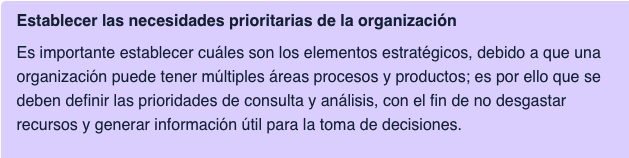 Establecer las necesidades prioritarias de la organización
Es importante establecer cuáles son los elementos estratégicos, debido a que una
organización puede tener múltiples áreas procesos y productos; es por ello que se
deben definir las prioridades de consulta y análisis, con el fin de no desgastar
recursos y generar información útil para la toma de decisiones.